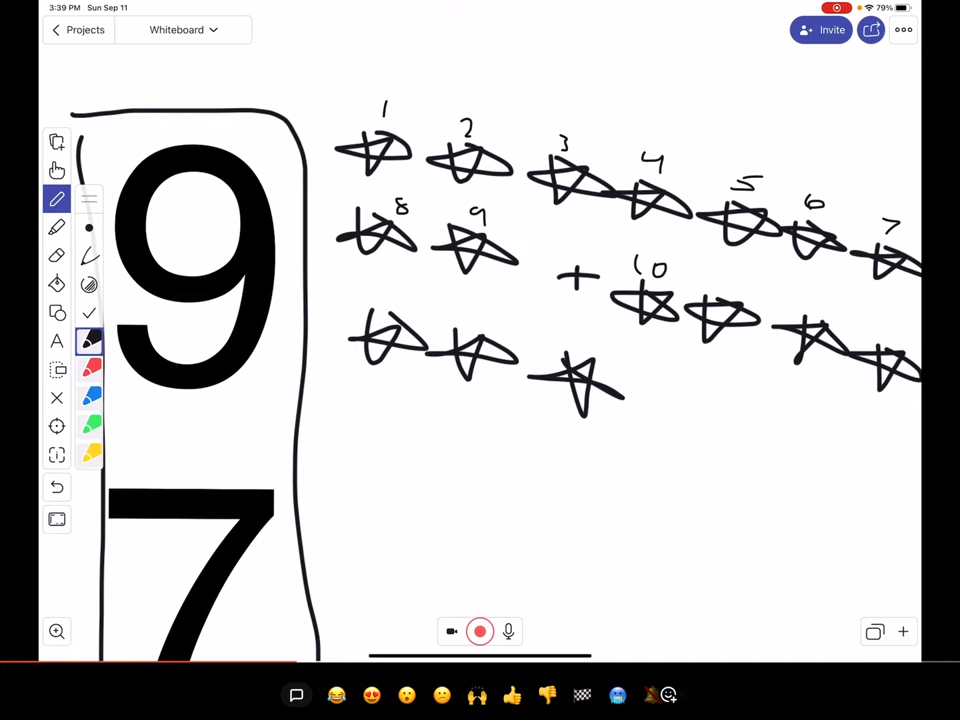 3:39 PM Sun Sep 11
79%
Projects
Whiteboard
Invite
1 2 3 4 5 6 7
8 9
+ 10
9
7
A